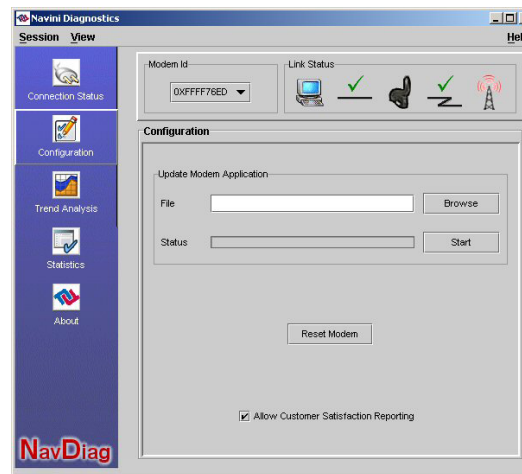 Navini Diagnostics
Session View Hel
Modem Id
0XFFFF76ED
Link Status
Connection Status
Configuration
Trend Analysis
Statistics
About
NavDiag
Configuration
Update Modem Application
File Browse
Status Start
Reset Modem
Allow Customer Satisfaction Reporting